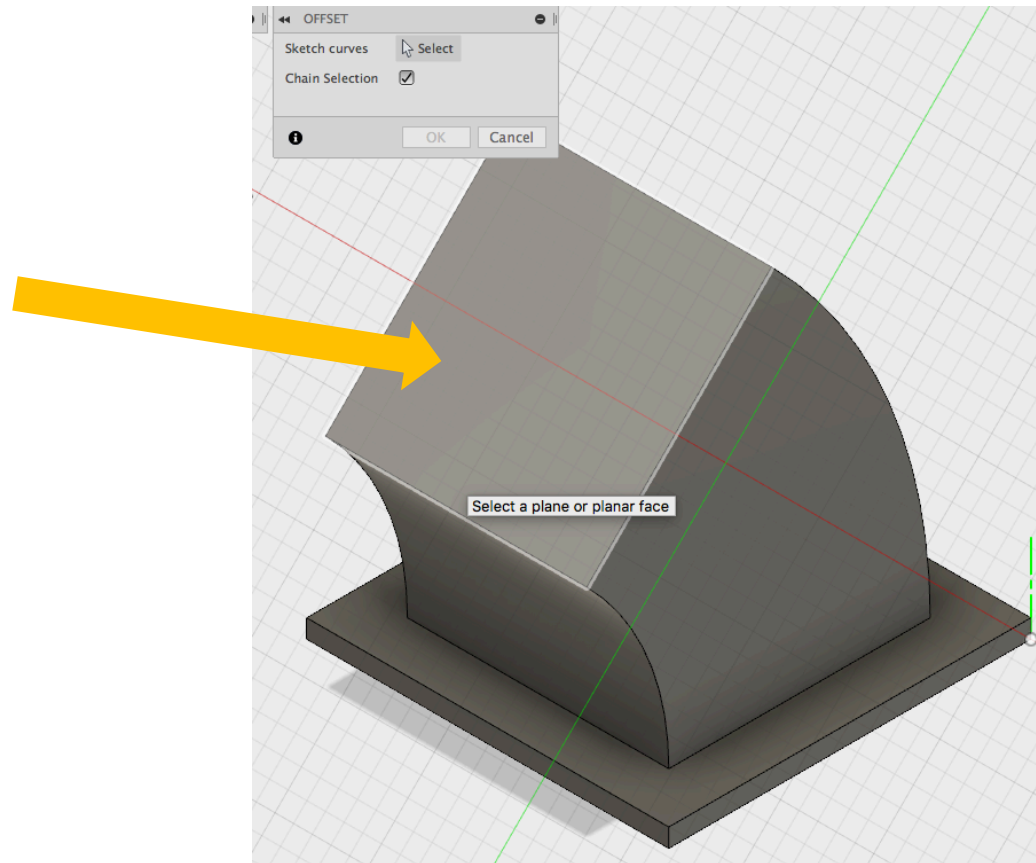 OFFSET
Sketch curves Select
Chain Selection
OK Cancel
Select a plane or planar face